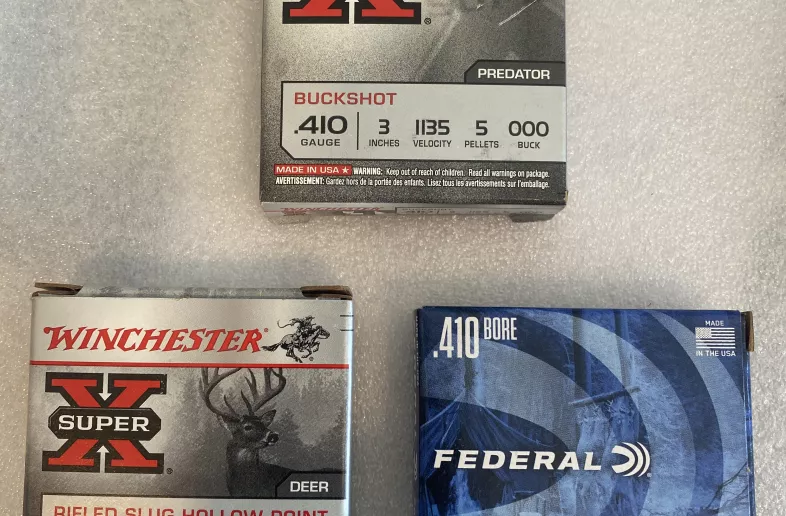 X®
PREDATOR
BUCKSHOT
.410 3 1135 5 000
GAUGE INCHES VELOCITY PELLETS BUCK
MADE IN USA ★ WARNING: Keep out of reach of children. Read all warnings on package.
AVERTISSEMENT: Gardez hors de la portée des enfants. Lisez tous les avertissements sur l'emballage.
WINCHESTER
SUPER X®
DEER
RIFLED SLUG HOLLOW POINT
.410 BORE
MADE
IN THE USA
FEDERAL®